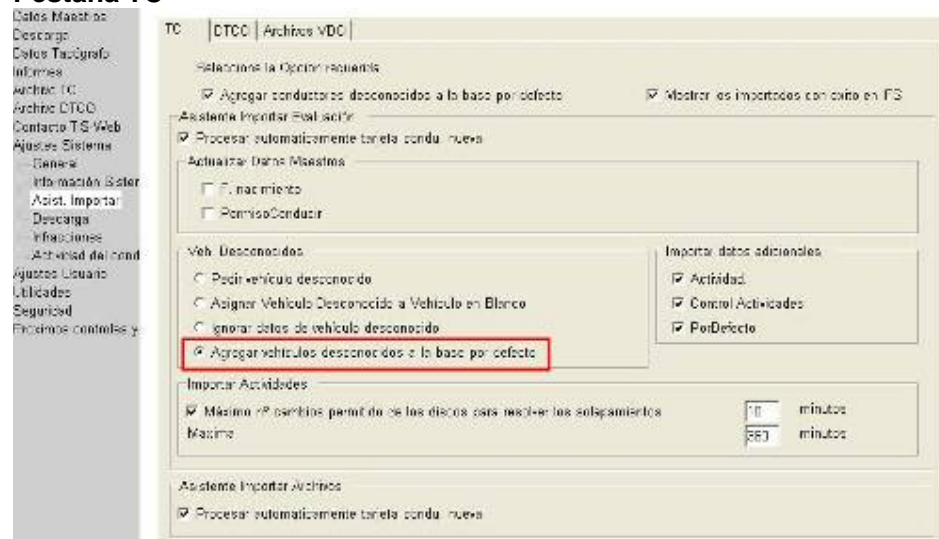 Pestaña TC
Datos Maestros
Descarga
Datos Tacógrafo
Informes
Archivo TC
Archivo DTCO
Contacto TIS-Web
Ajustes Sistema
General
Información Sister
Asist. Importar
Descarga
Infracciones
Actividad del cond
Ajustes Usuario
Utilidades
Seguridad
Próximos controles y
TC
DTCO
Archivos VDO
Seleccione la Opción requerida
Agregar conductores desconocidos a la base por defecto
Mostrar los importados con exito en
Asistente Importar Evaluación
Procesar automáticamente tarjeta condu. nueva
Actualizar Datos Maestros
F. nacimiento
PermisoConducir
Veh. Desconocidos
Pedir vehículo desconocido
Asignar Vehículo Desconocido a Vehículo en Blanco
Ignorar datos de vehículo desconocido
Agregar vehículos desconocidos a la base por defecto
Importar datos adicionales
Actividad
Control Actividades
PorDefecto
Importar Actividades
Máximo nº cambios permitido de los discos para resolver los solapamientos
10 minutos
Máximo
minutos
Asistente Importar Archivos
Procesar automáticamente tarjeta condu. nueva